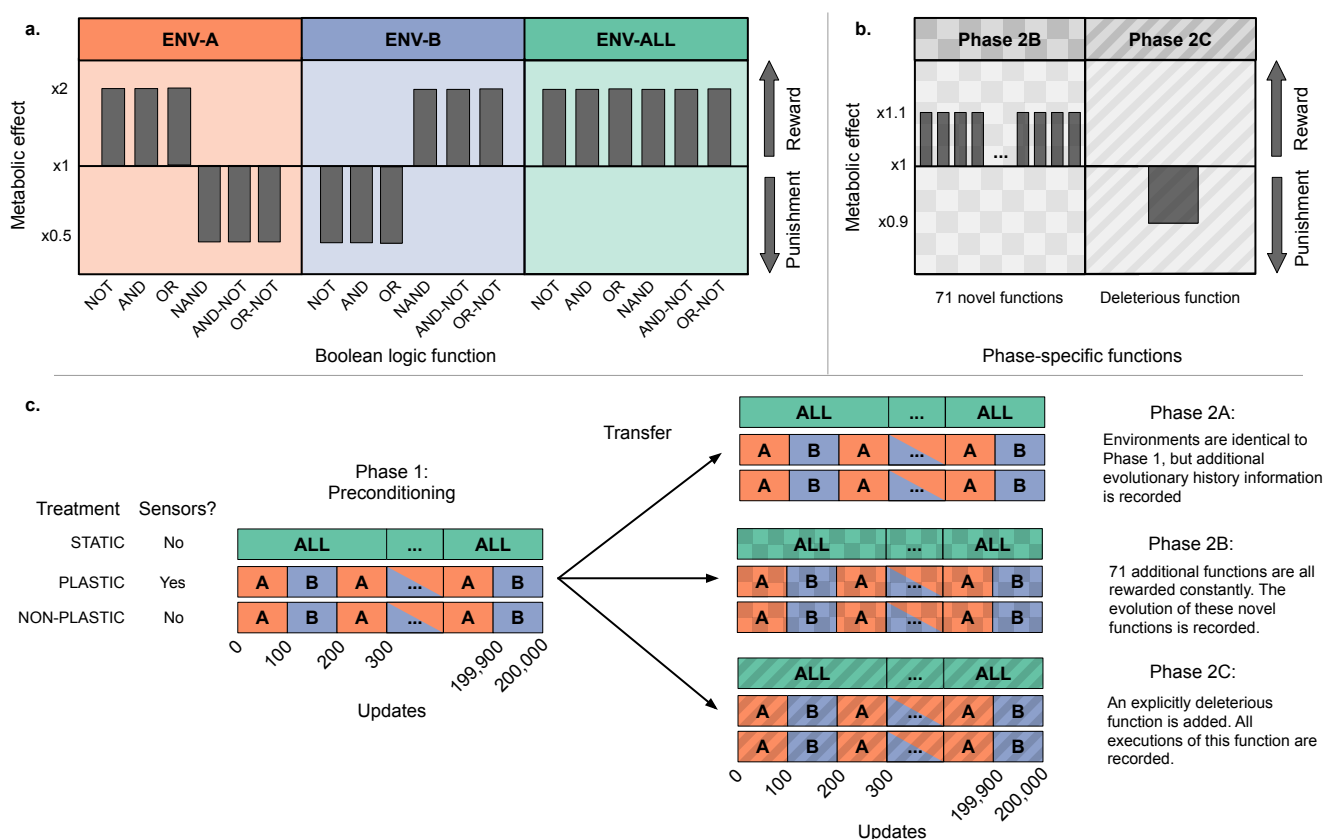 a.
ENV-A
ENV-B
ENV-ALL
Metabolic effect
x2
x1
x0.5
Reward
Punishment
NOT
AND
OR
NAND
AND-NOT
OR-NOT
NOT
AND
OR
NAND
AND-NOT
OR-NOT
NOT
AND
OR
NAND
AND-NOT
OR-NOT
Boolean logic function
b.
Phase 2B
Phase 2C
Metabolic effect
x1.1
x1
x0.9
...
Reward
Punishment
71 novel functions
Deleterious function
Phase-specific functions
c.
Phase 1:
Preconditioning
Treatment
Sensors?
STATIC
No
ALL
...
ALL
PLASTIC
Yes
A
B
A
...
A
B
NON-PLASTIC
No
A
B
A
...
A
B
0
100
200
300
199,900
200,000
Updates
Transfer
ALL
...
ALL
A
B
A
...
A
B
A
B
A
...
A
B
Phase 2A:
Environments are identical to
Phase 1, but additional
evolutionary history information
is recorded
ALL
...
ALL
A
B
A
...
A
B
A
B
A
...
A
B
Phase 2B:
71 additional functions are all
rewarded constantly. The
evolution of these novel
functions is recorded.
ALL
...
ALL
A
B
A
...
A
B
A
B
A
...
A
B
Phase 2C:
An explicitly deleterious
function is added. All
executions of this function are
recorded.
0
100
200
300
199,900
200,000
Updates